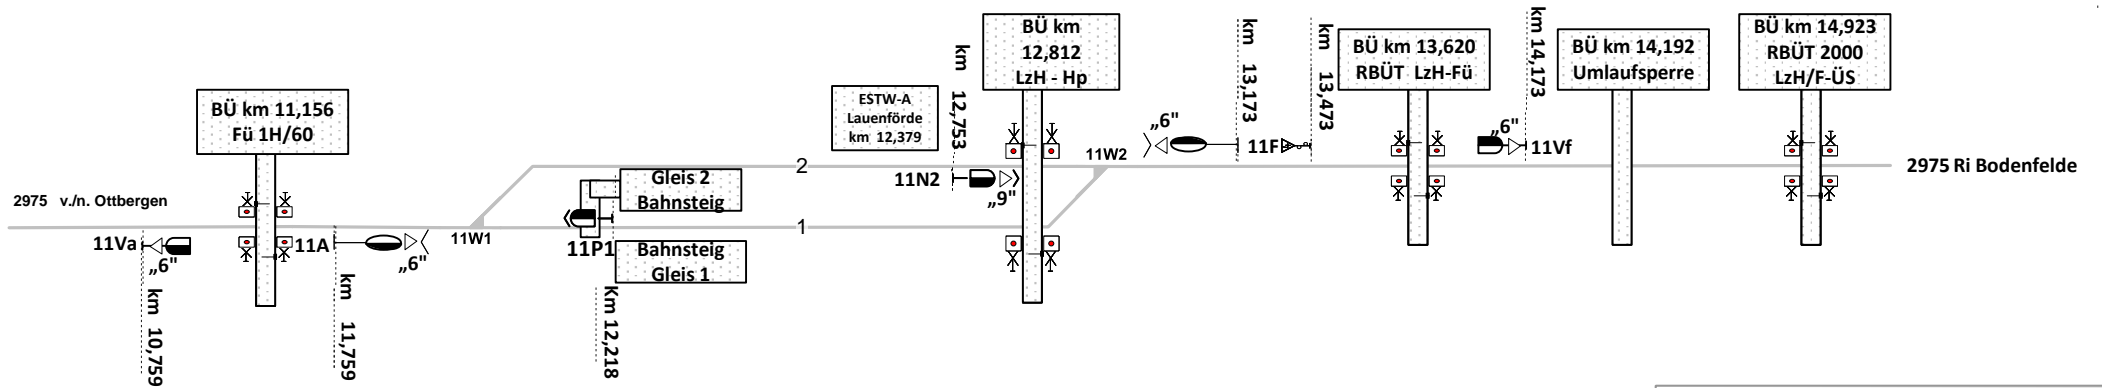 BÜ km 11,156
Fü 1H/60
2975 v./n. Ottbergen
11Va
„6"
km 10,759
11A
„6"
km 11,759
11W1
2
1
11P1
Km 12,218
Gleis 2
Bahnsteig
Bahnsteig
Gleis 1
ESTW-A
Lauenförde
km 12,379
11N2
„9"
km 12,753
BÜ km
12,812
LzH - Hp
11W2
„6"
km 13,173
11F
km 13,473
BÜ km 13,620
RBÜT LzH-Fü
„6"
11Vf
km 14,173
BÜ km 14,192
Umlaufsperre
BÜ km 14,923
RBÜT 2000
LzH/F-ÜS
2975 Ri Bodenfelde